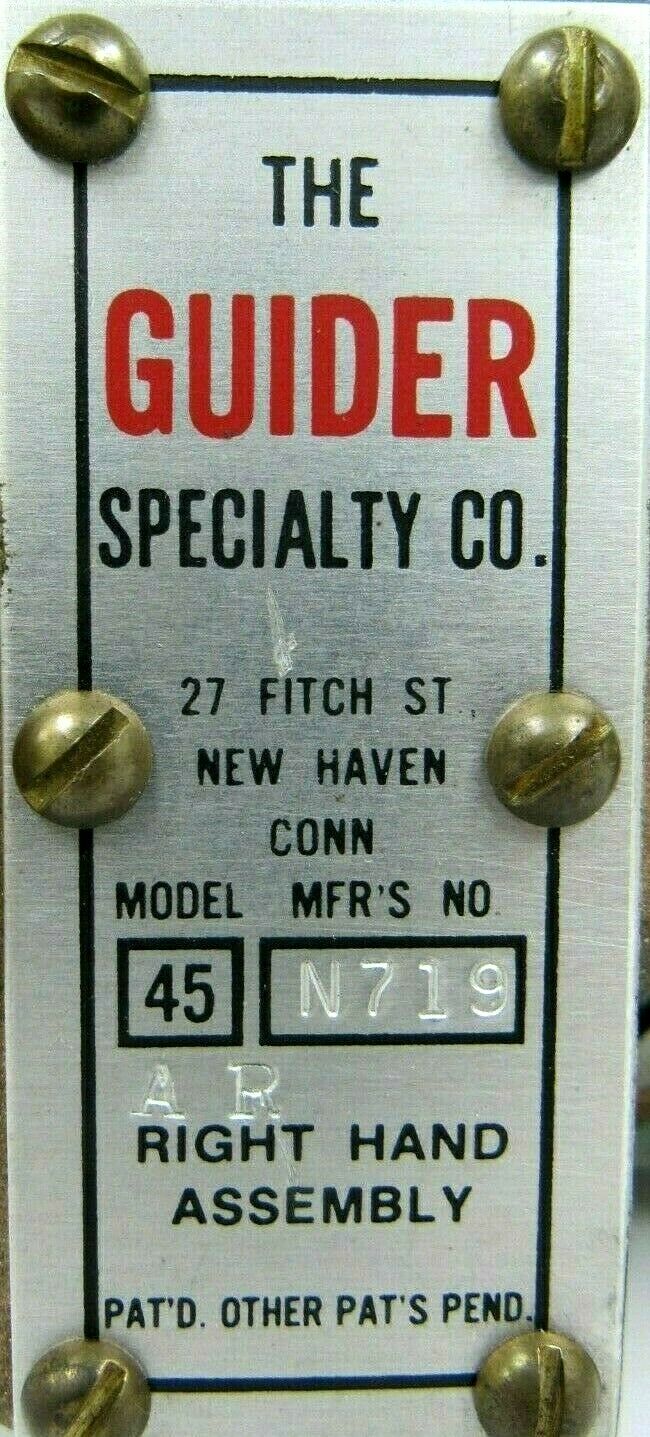 THE
GUIDER
SPECIALTY CO.
27 FITCH ST.,
NEW HAVEN
CONN.
MODEL MFR'S NO.
45 N719
A R
RIGHT HAND
ASSEMBLY
PAT'D. OTHER PAT'S PEND.